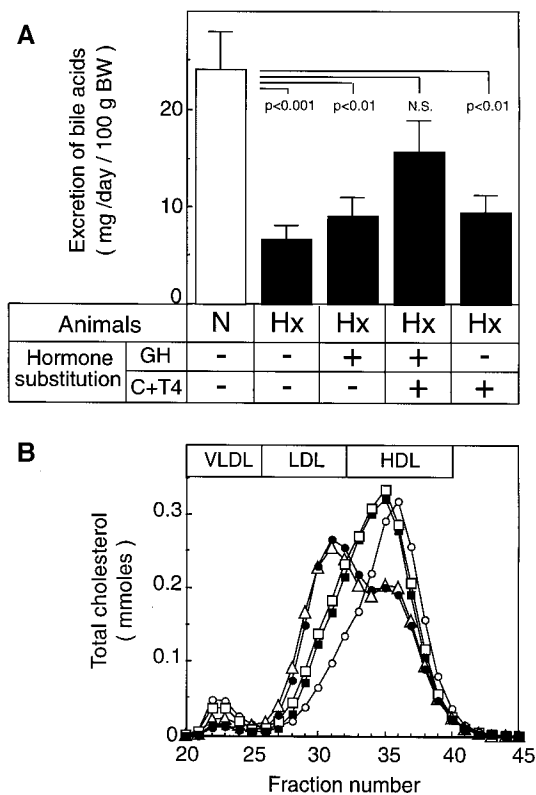 A
Excretion of bile acids
( mg /day / 100 g BW )
20
10
0
p<0.001
p<0.01
N.S.
p<0.01
Animals N Hx Hx Hx Hx
Hormone substitution
GH - - + + -
C+T4 - - - + +
B
VLDL LDL HDL
Total cholesterol
( mmoles )
0.3
0.2
0.1
0
20 25 30 35 40 45
Fraction number